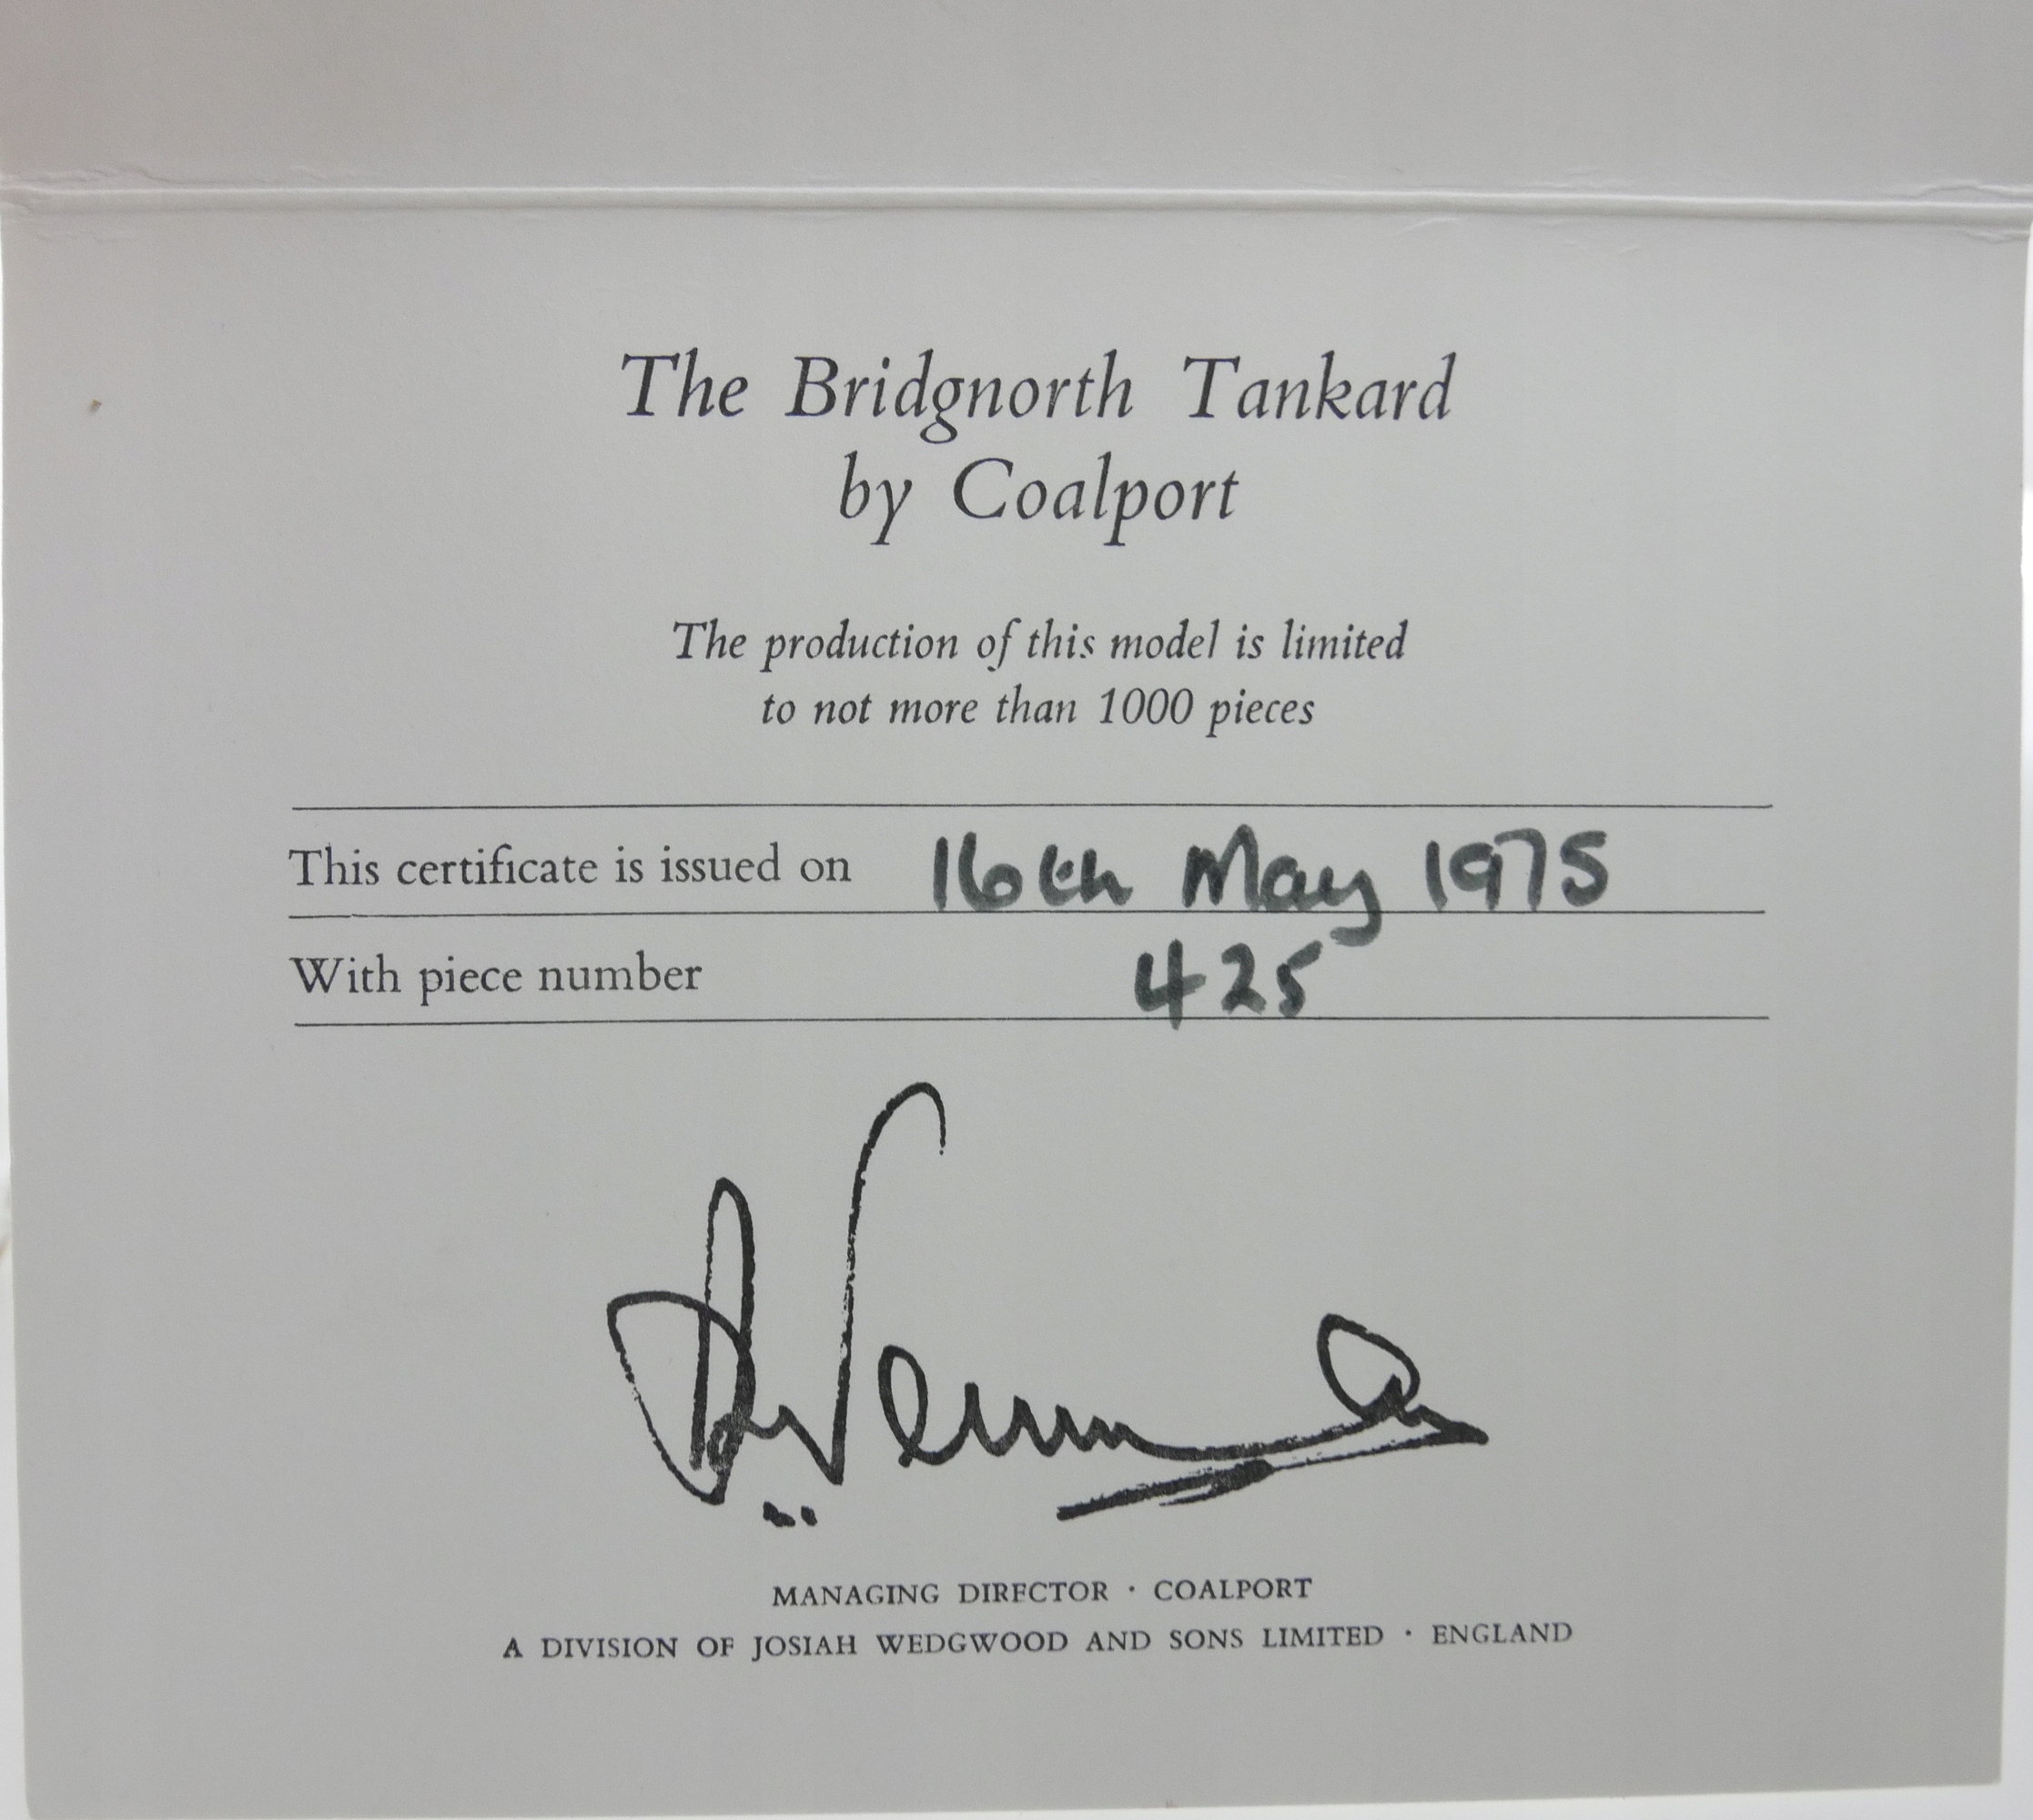 The Bridgnorth Tankard
by Coalport
The production of this model is limited
to not more than 1000 pieces
This certificate is issued on 16th May 1975
With piece number 425
MANAGING DIRECTOR · COALPORT
A DIVISION OF JOSIAH WEDGWOOD AND SONS LIMITED · ENGLAND